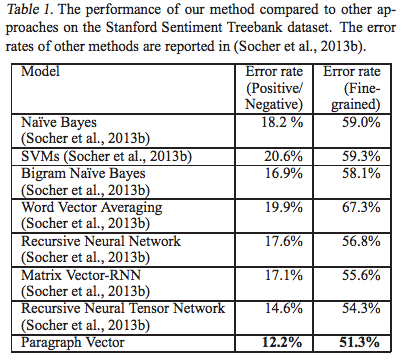 Table 1. The performance of our method compared to other ap-
proaches on the Stanford Sentiment Treebank dataset. The error
rates of other methods are reported in (Socher et al., 2013b).
Model Error rate Error rate
(Positive/ (Fine-
Negative) grained)
Naïve Bayes 18.2 % 59.0%
(Socher et al., 2013b)
SVMs (Socher et al., 2013b) 20.6% 59.3%
Bigram Naïve Bayes 16.9% 58.1%
(Socher et al., 2013b)
Word Vector Averaging 19.9% 67.3%
(Socher et al., 2013b)
Recursive Neural Network 17.6% 56.8%
(Socher et al., 2013b)
Matrix Vector-RNN 17.1% 55.6%
(Socher et al., 2013b)
Recursive Neural Tensor Network 14.6% 54.3%
(Socher et al., 2013b)
Paragraph Vector 12.2% 51.3%